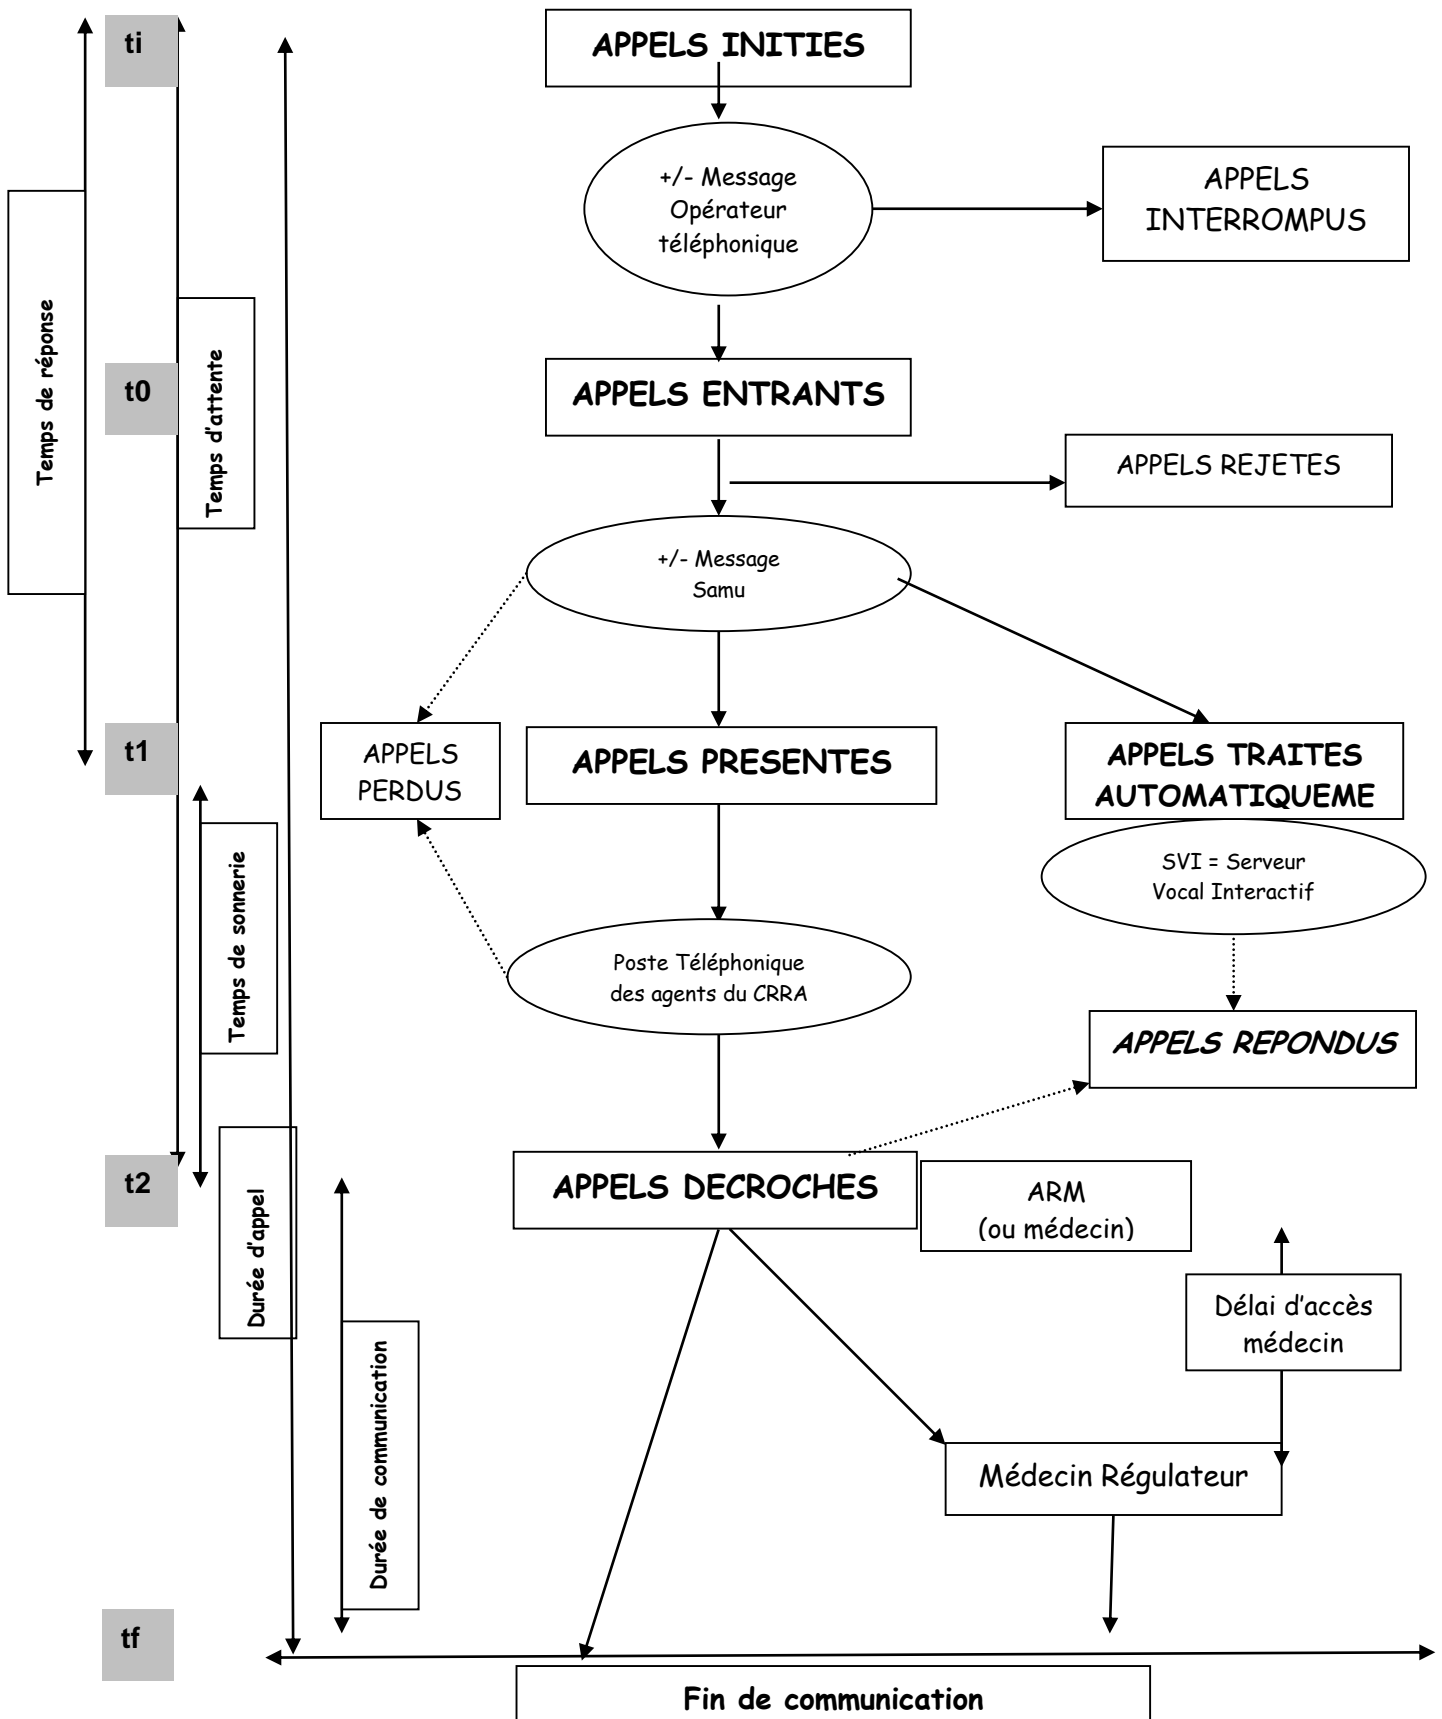 ti
APPELS INITIES
+/- Message
Opérateur
téléphonique
APPELS
INTERROMPUS
Temps de réponse
Temps d'attente
t0
APPELS ENTRANTS
APPELS REJETES
+/- Message
Samu
t1
APPELS
PERDUS
APPELS PRESENTES
APPELS TRAITES
AUTOMATIQUEME
SVI = Serveur
Vocal Interactif
Temps de sonnerie
Poste Téléphonique
des agents du CRRA
APPELS REPONDUS
t2
Durée d'appel
APPELS DECROCHES
ARM
(ou médecin)
Délai d’accès
médecin
Durée de communication
Médecin Régulateur
tf
Fin de communication